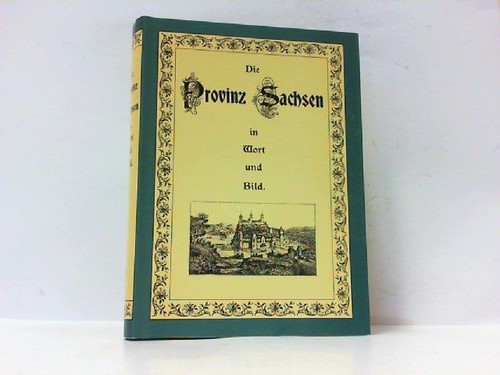 Die
Provinz Sachsen
in
Wort
und
Bild.